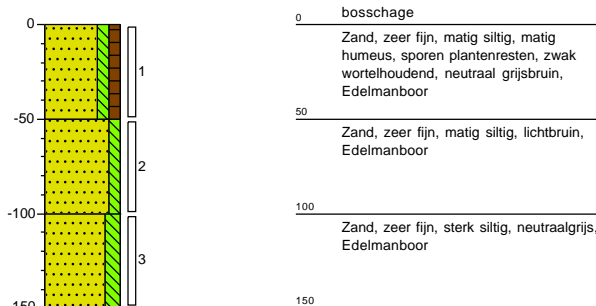 bosschage
0
0
Zand, zeer fijn, matig siltig, matig
humeus, sporen plantenresten, zwak
wortelhoudend, neutraal grijsbruin,
Edelmanboor
1
-50
50
Zand, zeer fijn, matig siltig, lichtbruin,
Edelmanboor
2
-100
100
Zand, zeer fijn, sterk siltig, neutraalgrijs,
Edelmanboor
3
-150
150